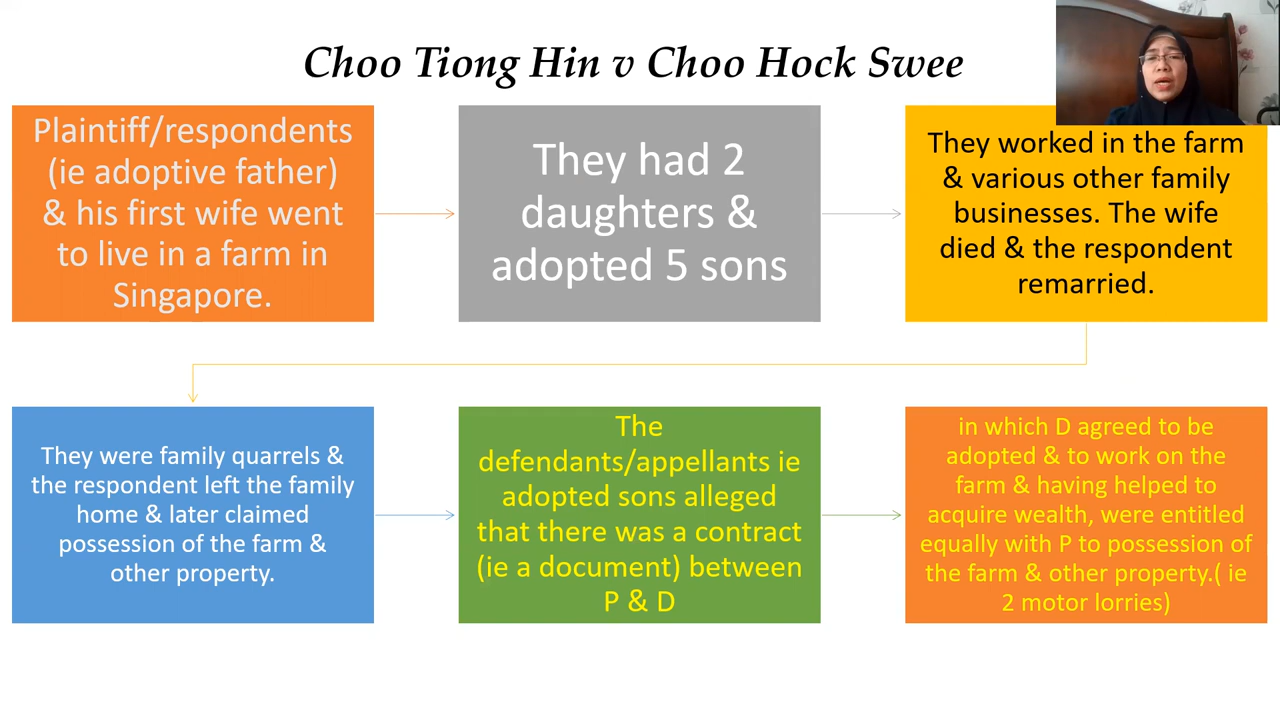 Choo Tiong Hin v Choo Hock Swee
Plaintiff/respondents
(ie adoptive father)
& his first wife went
to live in a farm in
Singapore.
They had 2
daughters &
adopted 5 sons
They worked in the farm
& various other family
businesses. The wife
died & the respondent
remarried.
They were family quarrels &
the respondent left the family
home & later claimed
possession of the farm &
other property.
The
defendants/appellants ie
adopted sons alleged
that there was a contract
(ie a document) between
P & D
in which D agreed to be
adopted & to work on the
farm & having helped to
acquire wealth, were entitled
equally with P to possession of
the farm & other property.( ie
2 motor lorries)